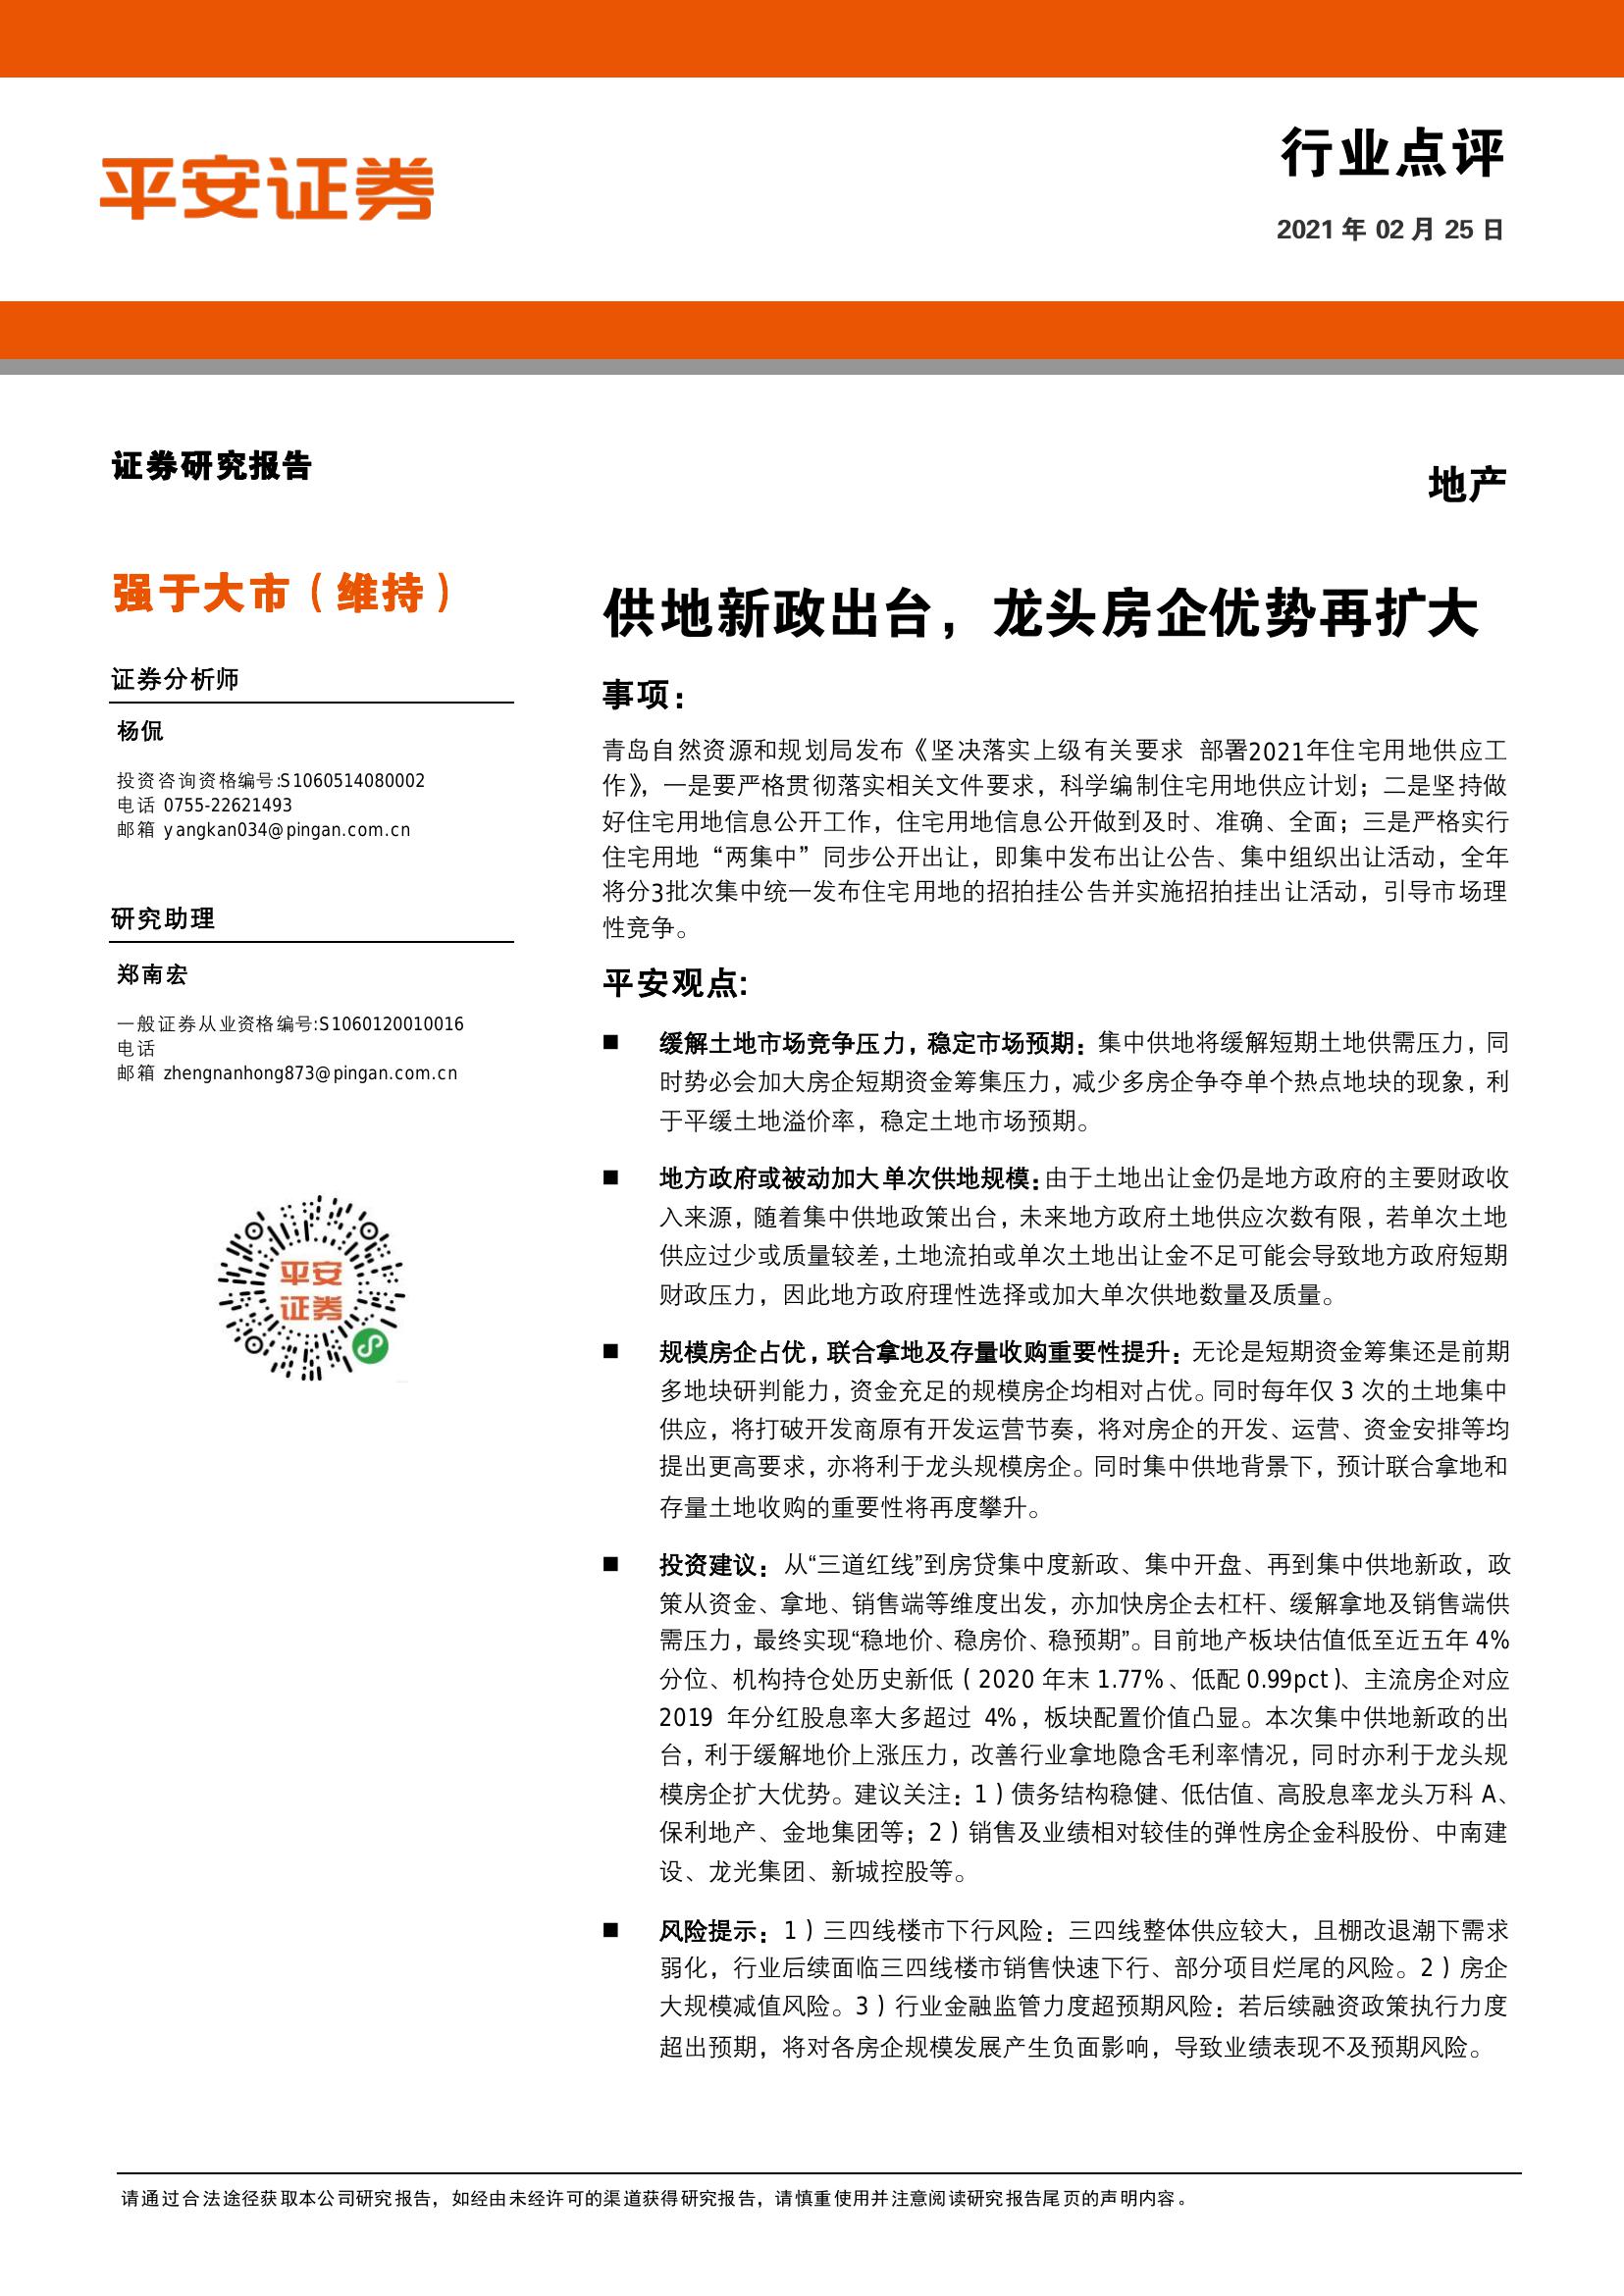 平安证券
行业点评
2021 年 02 月 25 日
证券研究报告
地产
强于大市（维持）
证券分析师
杨侃
投资咨询资格编号:S1060514080002
电话 0755-22621493
邮箱 yangkan034@pingan.com.cn
研究助理
郑南宏
一般证券从业资格编号:S1060120010016
电话
邮箱 zhengnanhong873@pingan.com.cn
平安
证券
供地新政出台，龙头房企优势再扩大
事项：
青岛自然资源和规划局发布《坚决落实上级有关要求 部署2021年住宅用地供应工
作》，一是要严格贯彻落实相关文件要求，科学编制住宅用地供应计划；二是坚持做
好住宅用地信息公开工作，住宅用地信息公开做到及时、准确、全面；三是严格实行
住宅用地“两集中”同步公开出让，即集中发布出让公告、集中组织出让活动，全年
将分3批次集中统一发布住宅用地的招拍挂公告并实施招拍挂出让活动，引导市场理
性竞争。
平安观点:
■ 缓解土地市场竞争压力，稳定市场预期：集中供地将缓解短期土地供需压力，同
时势必会加大房企短期资金筹集压力，减少多房企争夺单个热点地块的现象，利
于平缓土地溢价率，稳定土地市场预期。
■ 地方政府或被动加大单次供地规模：由于土地出让金仍是地方政府的主要财政收
入来源，随着集中供地政策出台，未来地方政府土地供应次数有限，若单次土地
供应过少或质量较差，土地流拍或单次土地出让金不足可能会导致地方政府短期
财政压力，因此地方政府理性选择或加大单次供地数量及质量。
■ 规模房企占优，联合拿地及存量收购重要性提升：无论是短期资金筹集还是前期
多地块研判能力，资金充足的规模房企均相对占优。同时每年仅 3 次的土地集中
供应，将打破开发商原有开发运营节奏，将对房企的开发、运营、资金安排等均
提出更高要求，亦将利于龙头规模房企。同时集中供地背景下，预计联合拿地和
存量土地收购的重要性将再度攀升。
■ 投资建议：从“三道红线”到房贷集中度新政、集中开盘、再到集中供地新政，政
策从资金、拿地、销售端等维度出发，亦加快房企去杠杆、缓解拿地及销售端供
需压力，最终实现“稳地价、稳房价、稳预期”。目前地产板块估值低至近五年 4%
分位、机构持仓处历史新低（2020 年末 1.77%、低配 0.99pct）、主流房企对应
2019 年分红股息率大多超过 4%，板块配置价值凸显。本次集中供地新政的出
台，利于缓解地价上涨压力，改善行业拿地隐含毛利率情况，同时亦利于龙头规
模房企扩大优势。建议关注：1）债务结构稳健、低估值、高股息率龙头万科 A、
保利地产、金地集团等；2）销售及业绩相对较佳的弹性房企金科股份、中南建
设、龙光集团、新城控股等。
■ 风险提示：1）三四线楼市下行风险：三四线整体供应较大，且棚改退潮下需求
弱化，行业后续面临三四线楼市销售快速下行、部分项目烂尾的风险。2）房企
大规模减值风险。3）行业金融监管力度超预期风险：若后续融资政策执行力度
超出预期，将对各房企规模发展产生负面影响，导致业绩表现不及预期风险。
请通过合法途径获取本公司研究报告，如经由未经许可的渠道获得研究报告，请慎重使用并注意阅读研究报告尾页的声明内容。